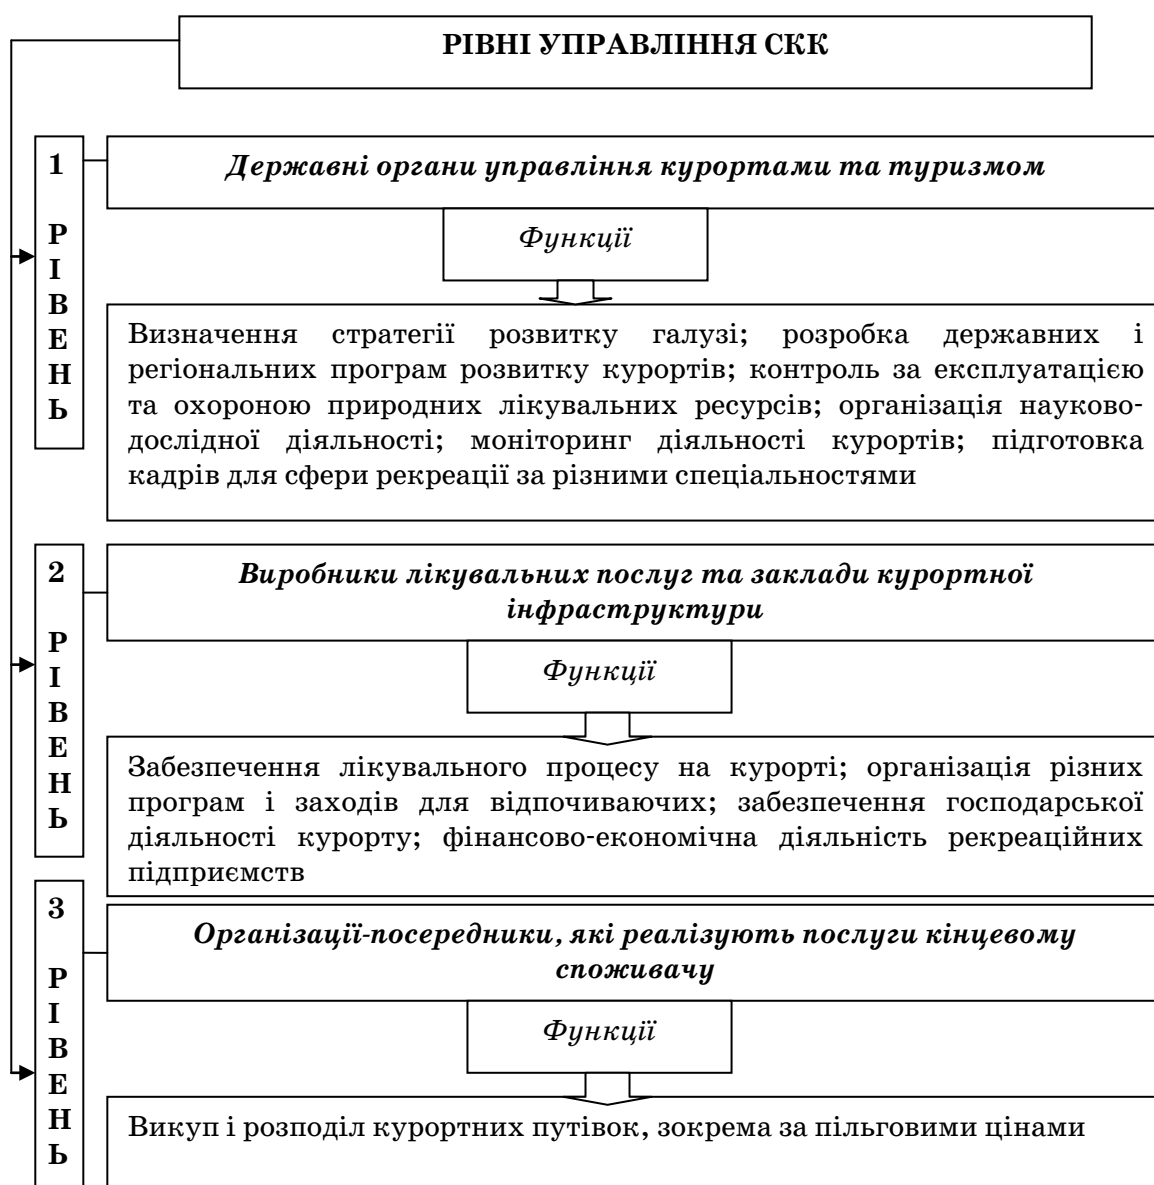 РІВНІ УПРАВЛІННЯ СКК
1
Р
І
В
Е
Н
Ь
Державні органи управління курортами та туризмом
Функції
Визначення стратегії розвитку галузі; розробка державних і
регіональних програм розвитку курортів; контроль за експлуатацією
та охороною природних лікувальних ресурсів; організація науково-
дослідної діяльності; моніторинг діяльності курортів; підготовка
кадрів для сфери рекреації за різними спеціальностями
2
Р
І
В
Е
Н
Ь
Виробники лікувальних послуг та заклади курортної
інфраструктури
Функції
Забезпечення лікувального процесу на курорті; організація різних
програм і заходів для відпочиваючих; забезпечення господарської
діяльності курорту; фінансово-економічна діяльність рекреаційних
підприємств
3
Р
І
В
Е
Н
Ь
Організації-посередники, які реалізують послуги кінцевому
споживачу
Функції
Викуп і розподіл курортних путівок, зокрема за пільговими цінами